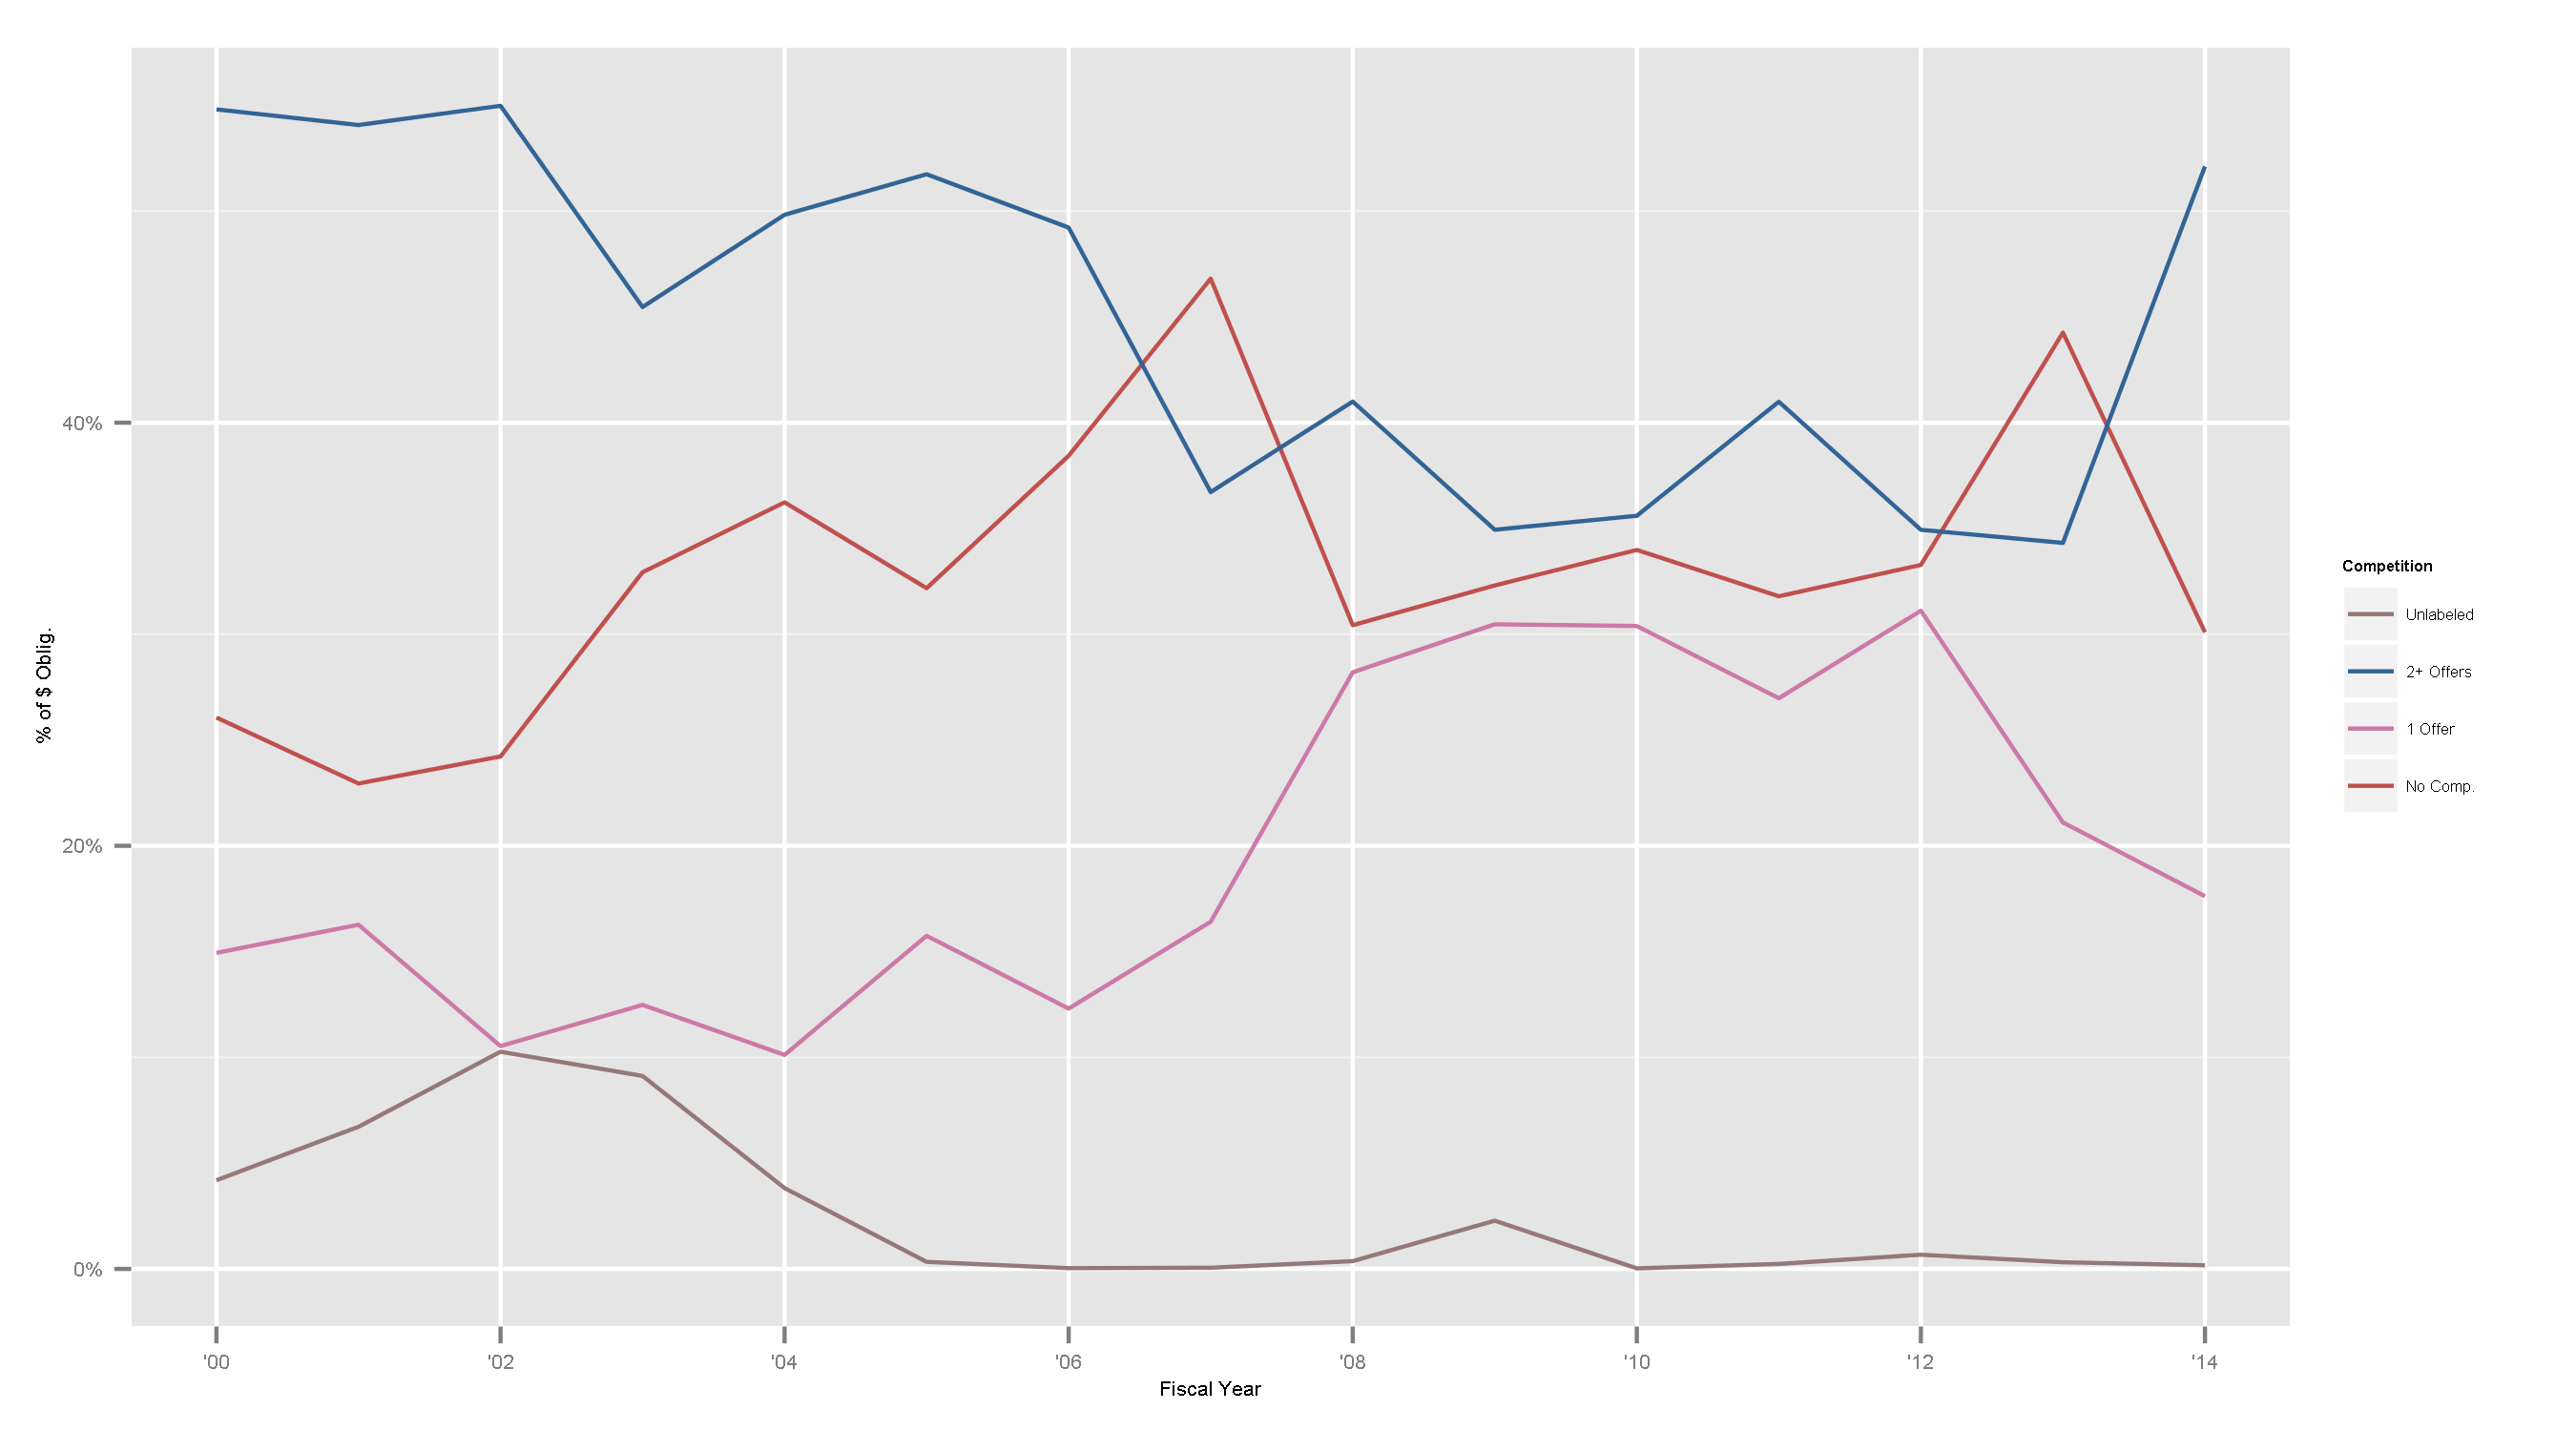 40%
20%
0%
% of $ Oblig.
'00 '02 '04 '06 '08 '10 '12 '14
Fiscal Year
Competition
Unlabeled
2+ Offers
1 Offer
No Comp.